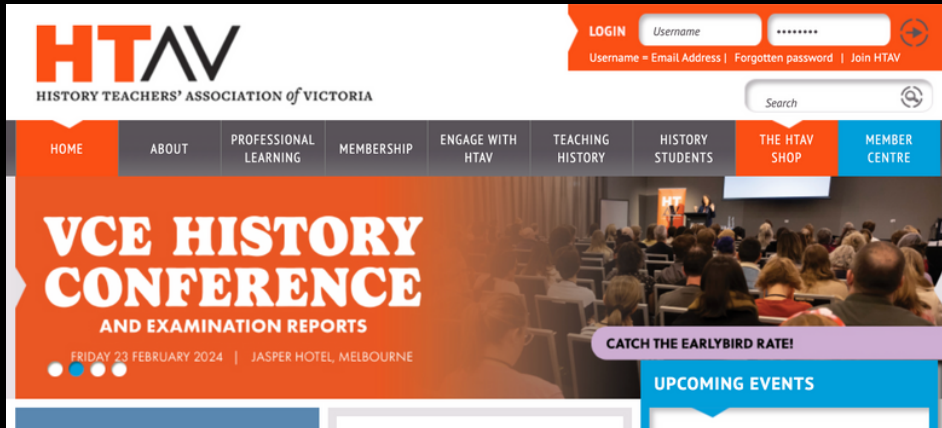 HTAV
HISTORY TEACHERS' ASSOCIATION of VICTORIA
LOGIN Username ••••••••
Username = Email Address | Forgotten password | Join HTAV
Search
HOME
ABOUT
PROFESSIONAL
LEARNING
MEMBERSHIP
ENGAGE WITH
HTAV
TEACHING
HISTORY
HISTORY
STUDENTS
THE HTAV
SHOP
MEMBER
CENTRE
VCE HISTORY
CONFERENCE
AND EXAMINATION REPORTS
FRIDAY 23 FEBRUARY 2024 | JASPER HOTEL, MELBOURNE
HT
AV
CATCH THE EARLYBIRD RATE!
UPCOMING EVENTS